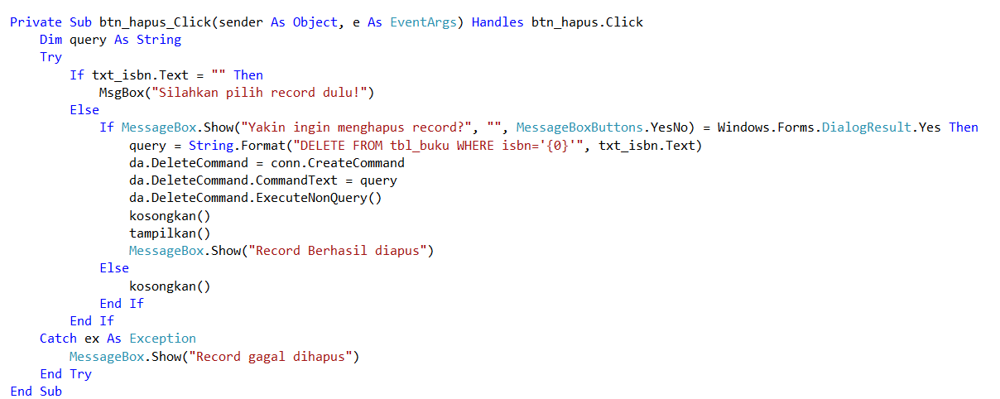 Private Sub btn_hapus_Click(sender As Object, e As EventArgs) Handles btn_hapus.Click
    Dim query As String
    Try
        If txt_isbn.Text = "" Then
            MsgBox("Silahkan pilih record dulu!")
        Else
            If MessageBox.Show("Yakin ingin menghapus record?", "", MessageBoxButtons.YesNo) = Windows.Forms.DialogResult.Yes Then
                query = String.Format("DELETE FROM tbl_buku WHERE isbn='{0}'", txt_isbn.Text)
                da.DeleteCommand = conn.CreateCommand
                da.DeleteCommand.CommandText = query
                da.DeleteCommand.ExecuteNonQuery()
                kosongkan()
                tampilkan()
                MessageBox.Show("Record Berhasil diapus")
            Else
                kosongkan()
            End If
        End If
    Catch ex As Exception
        MessageBox.Show("Record gagal dihapus")
    End Try
End Sub